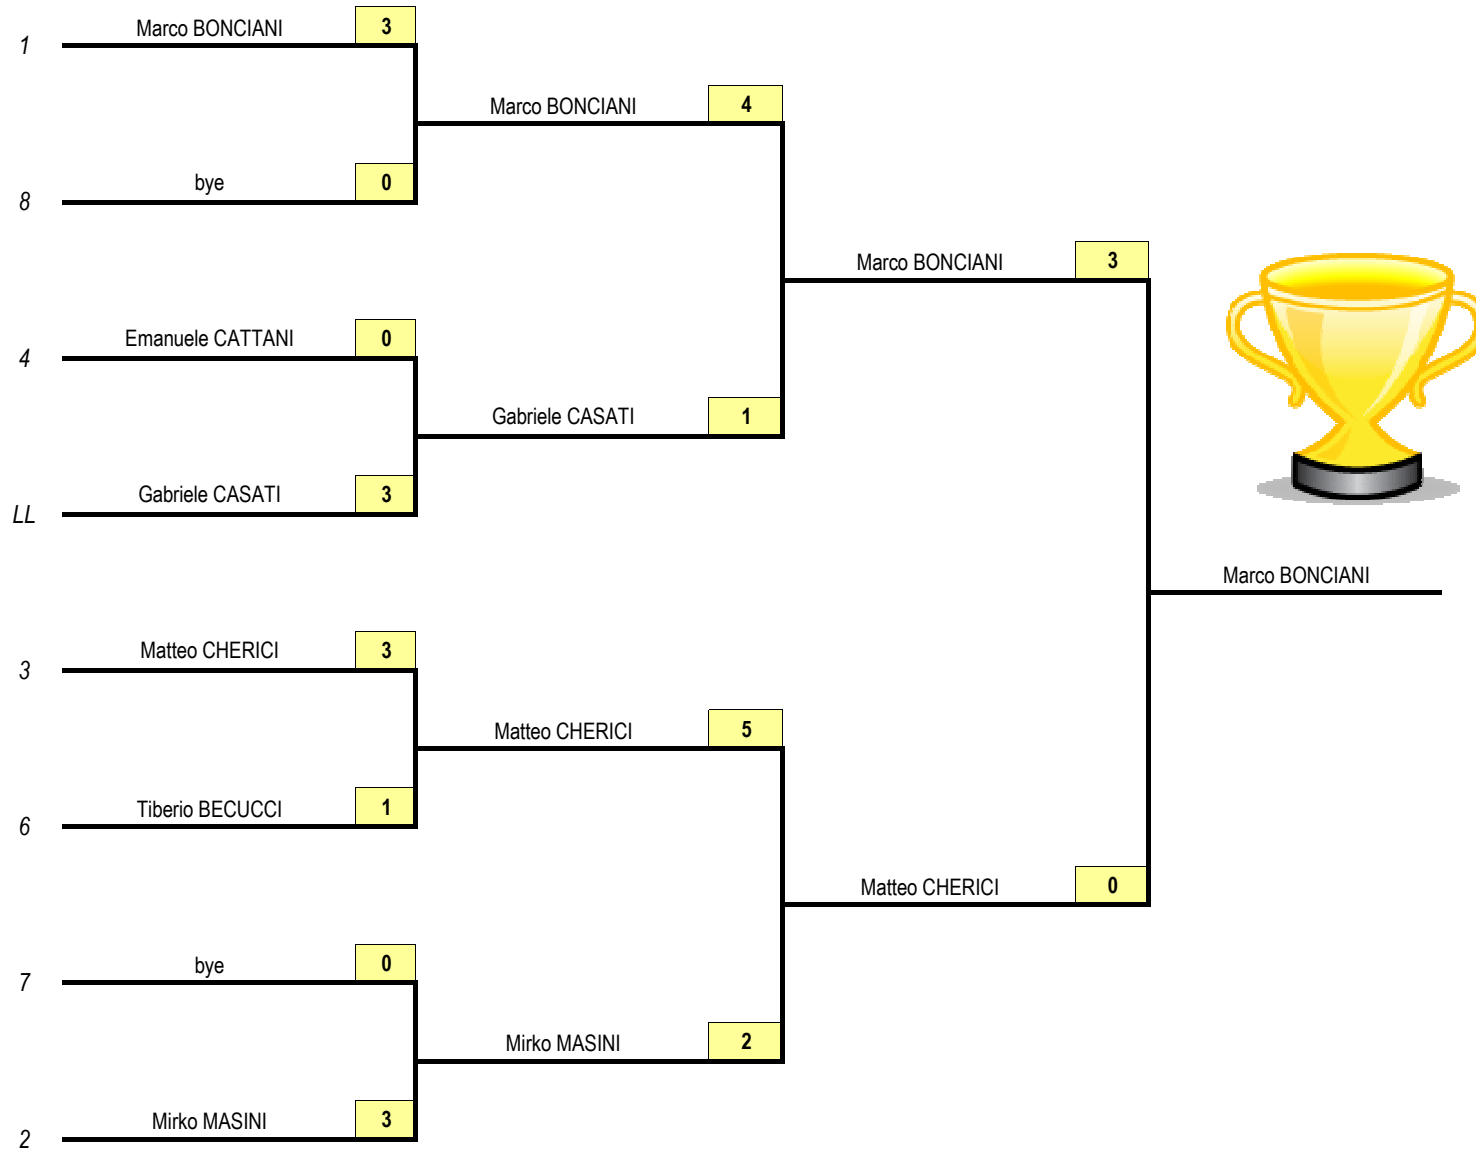 Marco BONCIANI 3
1
Marco BONCIANI 4
bye 0
8
Marco BONCIANI 3
Emanuele CATTANI 0
4
Gabriele CASATI 1
Gabriele CASATI 3
LL
Marco BONCIANI
Matteo CHERICI 3
3
Matteo CHERICI 5
Tiberio BECUCCI 1
6
Matteo CHERICI 0
bye 0
7
Mirko MASINI 2
Mirko MASINI 3
2